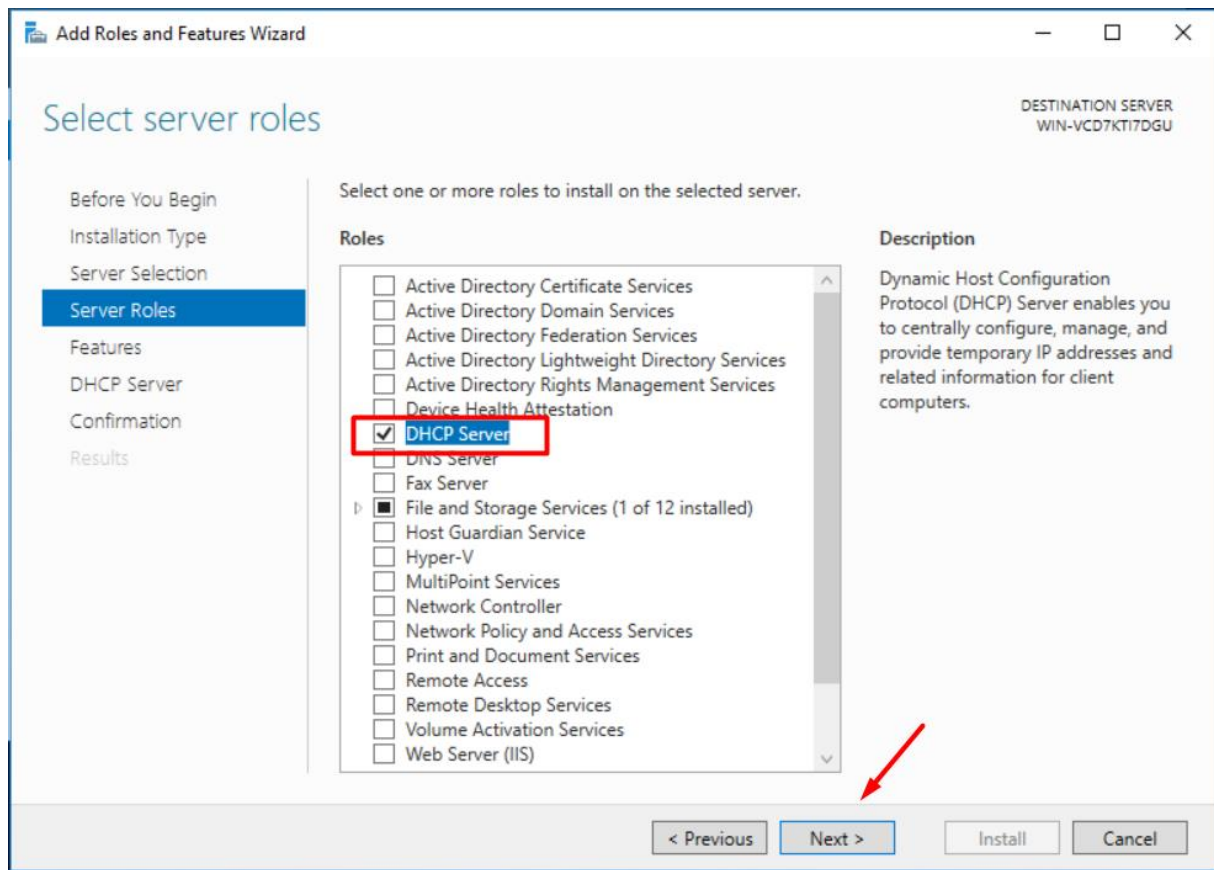 Add Roles and Features Wizard
Select server roles
DESTINATION SERVER
WIN-VCD7KTI7DGU
Before You Begin
Installation Type
Server Selection
Server Roles
Features
DHCP Server
Confirmation
Results
Select one or more roles to install on the selected server.
Roles
Active Directory Certificate Services
Active Directory Domain Services
Active Directory Federation Services
Active Directory Lightweight Directory Services
Active Directory Rights Management Services
Device Health Attestation
DHCP Server
DNS Server
Fax Server
File and Storage Services (1 of 12 installed)
Host Guardian Service
Hyper-V
MultiPoint Services
Network Controller
Network Policy and Access Services
Print and Document Services
Remote Access
Remote Desktop Services
Volume Activation Services
Web Server (IIS)
Description
Dynamic Host Configuration
Protocol (DHCP) Server enables you
to centrally configure, manage, and
provide temporary IP addresses and
related information for client
computers.
< Previous
Next >
Install
Cancel